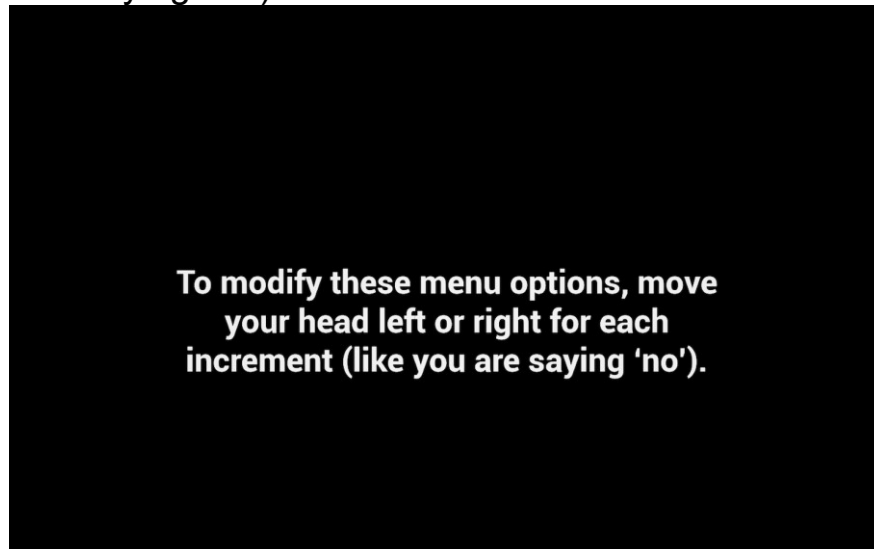 To modify these menu options, move
your head left or right for each
increment (like you are saying ‘no’).